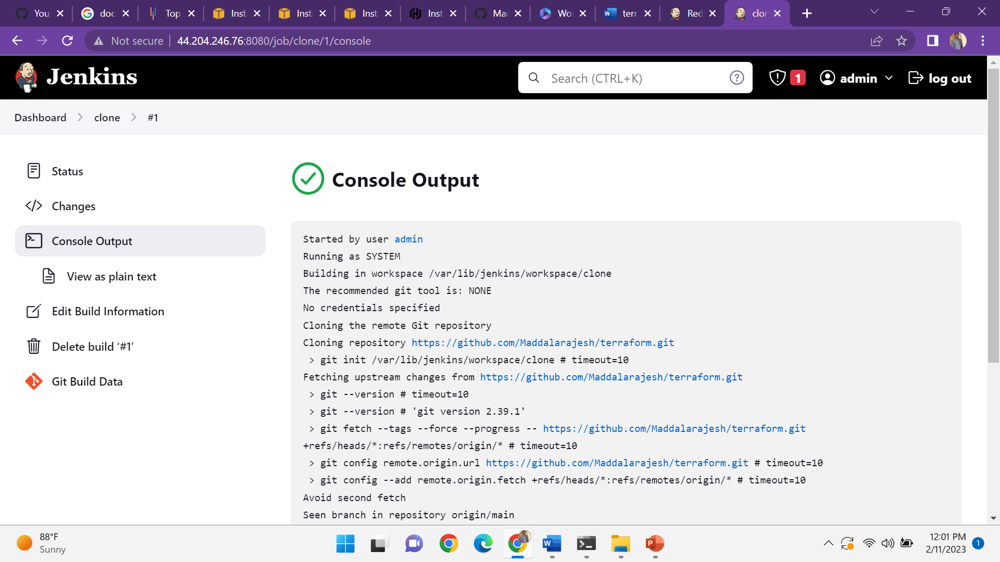 You
doc
Top
Inst
Inst
Inst
Inst
Ma
Wo
terr
Red
clon
Not secure
44.204.246.76:8080/job/clone/1/console
Jenkins
Search (CTRL+K)
1
admin
log out
Dashboard
clone
#1
Status
Changes
Console Output
View as plain text
Edit Build Information
Delete build ‘#1’
Git Build Data
Console Output
Started by user admin
Running as SYSTEM
Building in workspace /var/lib/jenkins/workspace/clone
The recommended git tool is: NONE
No credentials specified
Cloning the remote Git repository
Cloning repository https://github.com/Maddalarajesh/terraform.git
> git init /var/lib/jenkins/workspace/clone # timeout=10
Fetching upstream changes from https://github.com/Maddalarajesh/terraform.git
> git --version # timeout=10
> git --version # 'git version 2.39.1'
> git fetch --tags --force --progress -- https://github.com/Maddalarajesh/terraform.git
+refs/heads/*:refs/remotes/origin/* # timeout=10
> git config remote.origin.url https://github.com/Maddalarajesh/terraform.git # timeout=10
> git config --add remote.origin.fetch +refs/heads/*:refs/remotes/origin/* # timeout=10
Avoid second fetch
Seen branch in repository origin/main
88°F
Sunny
12:01 PM
2/11/2023
1